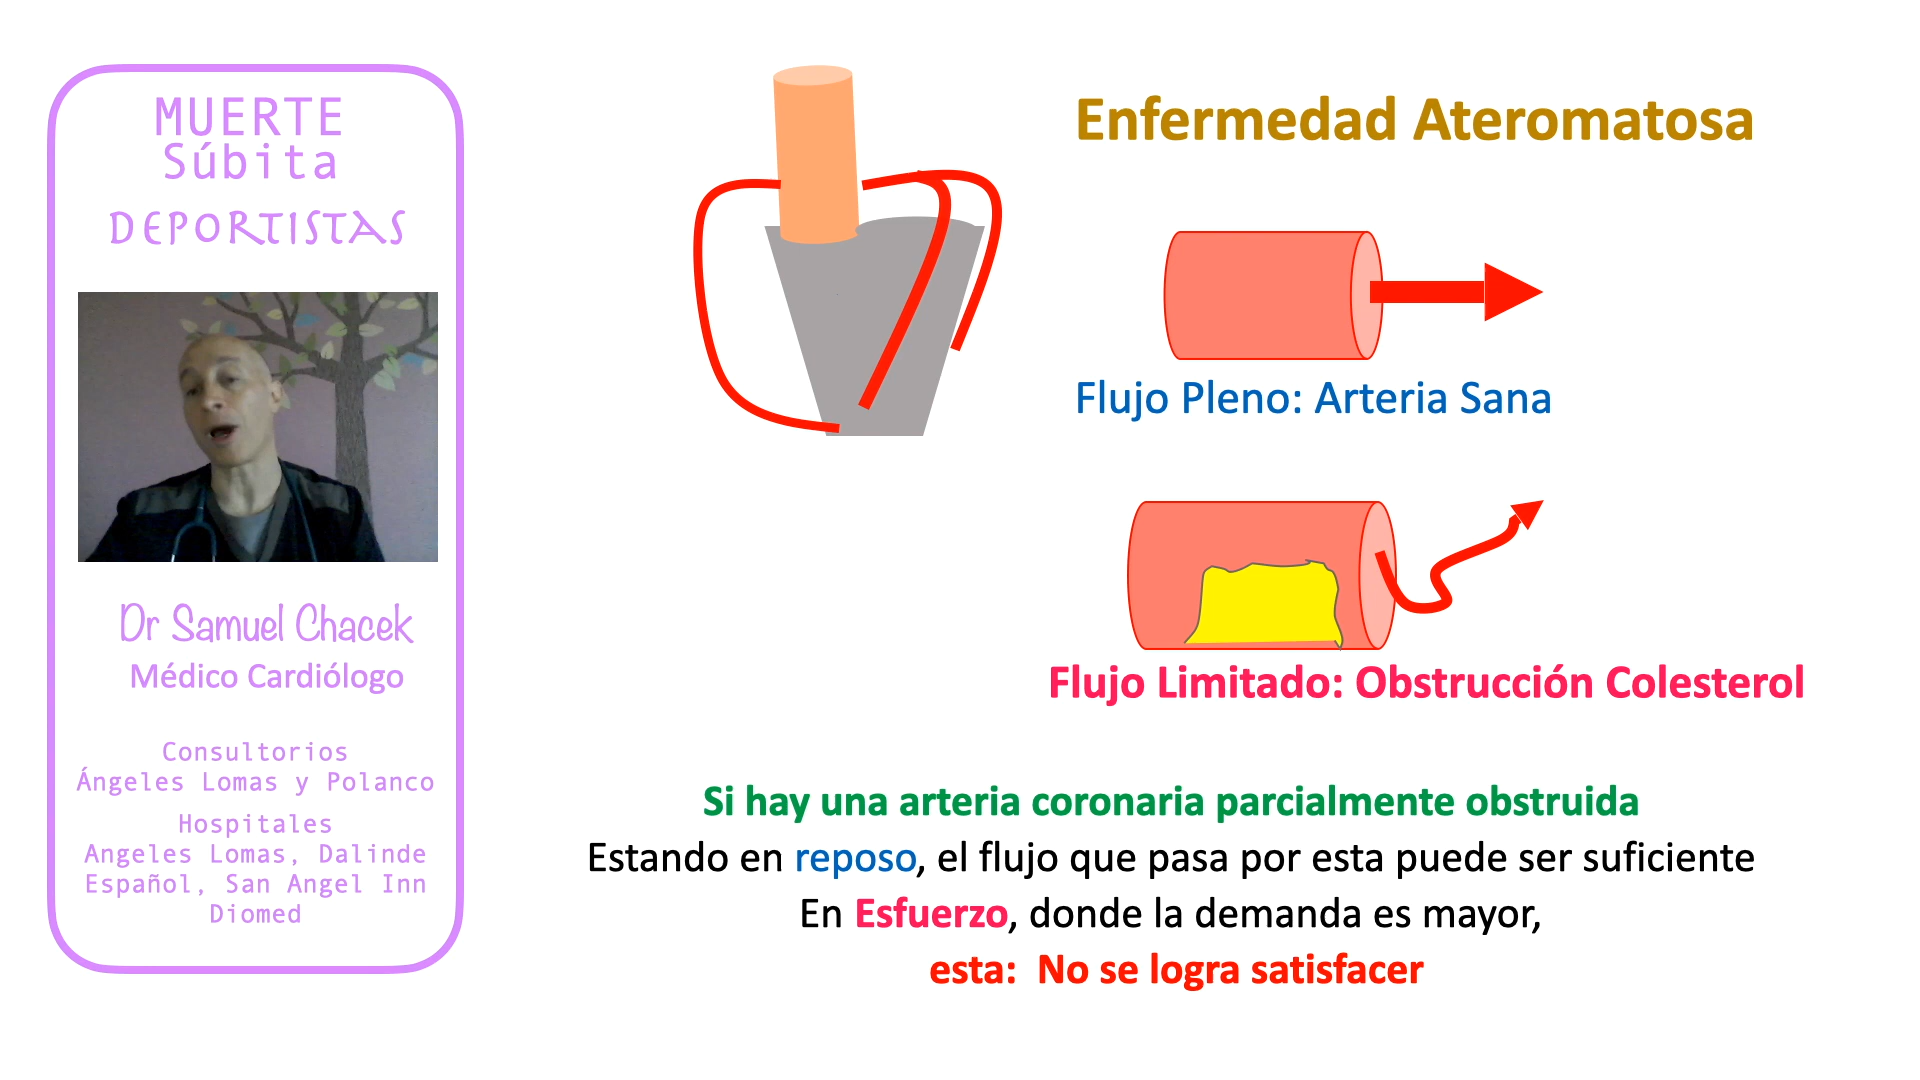 MUERTE
Súbita
DEPORTISTAS
Dr Samuel Chacek
Médico Cardiólogo
Consultorios
Ángeles Lomas y Polanco
Hospitales
Angeles Lomas, Dalinde
Español, San Angel Inn
Diomed
Enfermedad Ateromatosa
Flujo Pleno: Arteria Sana
Flujo Limitado: Obstrucción Colesterol
Si hay una arteria coronaria parcialmente obstruida
Estando en reposo, el flujo que pasa por esta puede ser suficiente
En Esfuerzo, donde la demanda es mayor,
esta: No se logra satisfacer